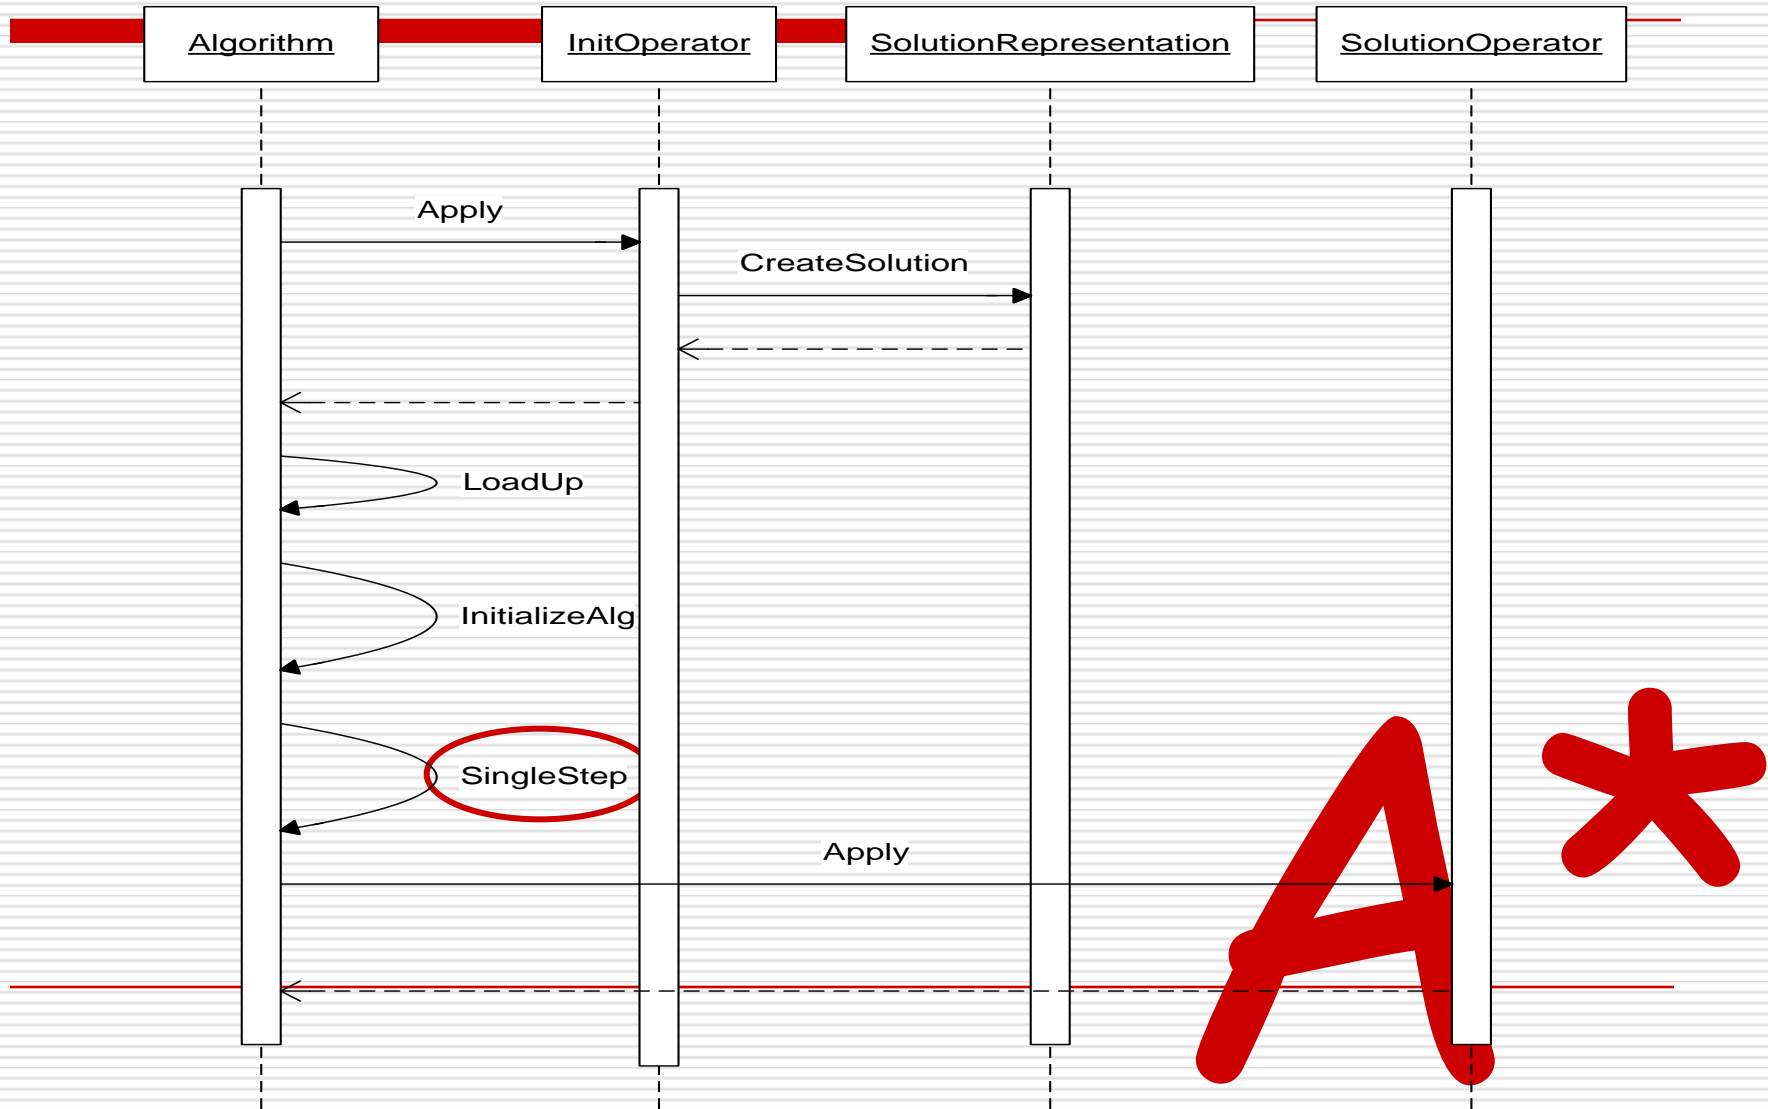 Algorithm
InitOperator
SolutionRepresentation
SolutionOperator
Apply
CreateSolution
LoadUp
InitializeAlg
SingleStep
Apply
A*